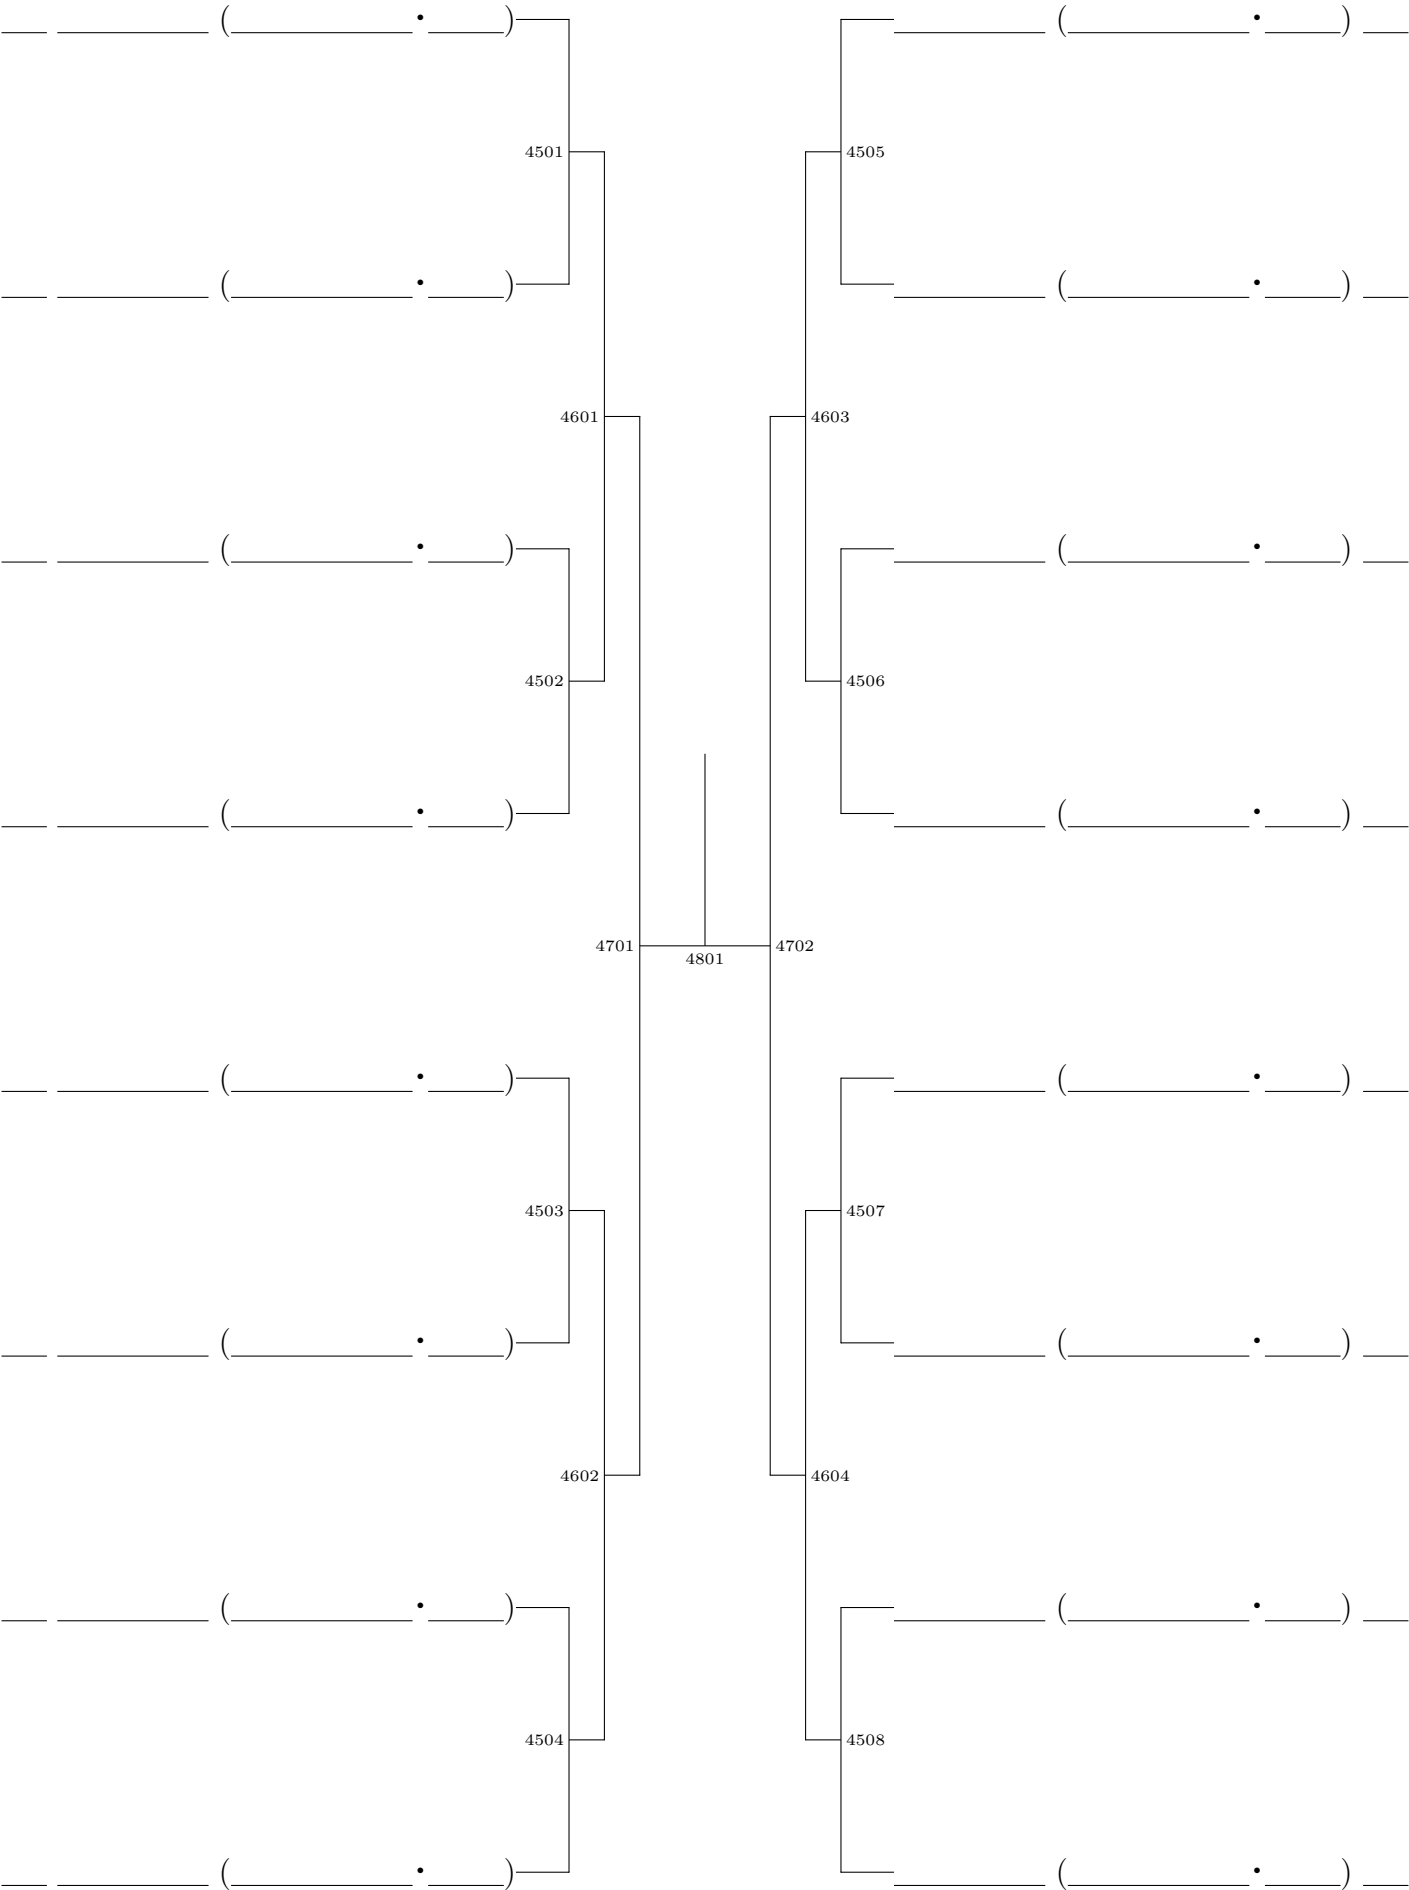 ( • ) ( • )
4501 4505
( • ) ( • )
4601 4603
( • ) ( • )
4502 4506
( • ) ( • )
4701 4702
4801
( • ) ( • )
4503 4507
( • ) ( • )
4602 4604
( • ) ( • )
4504 4508
( • ) ( • )